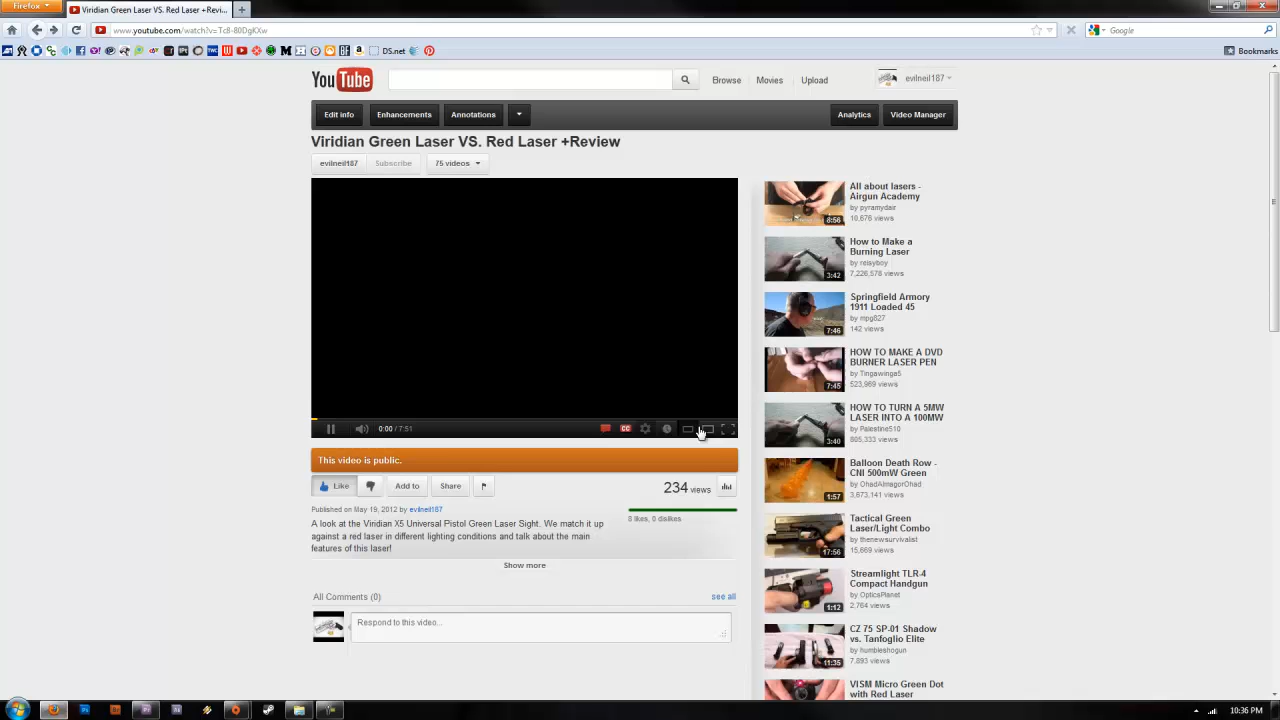 Firefox
Viridian Green Laser VS. Red Laser +Revi...
www.youtube.com/watch?v=Tc8-80DgKXw
Google
DS.net
Bookmarks
YouTube
Browse
Movies
Upload
evilneil187
Edit info
Enhancements
Annotations
Analytics
Video Manager
Viridian Green Laser VS. Red Laser +Review
evilneil187
Subscribe
75 videos
0:00 / 7:51
CC
This video is public.
Like
Add to
Share
234 views
Published on May 19, 2012 by evilneil187
8 likes, 0 dislikes
A look at the Viridian X5 Universal Pistol Green Laser Sight. We match it up
against a red laser in different lighting conditions and talk about the main
features of this laser!
Show more
All Comments (0)
see all
Respond to this video...
All about lasers -
Airgun Academy
by pyramydair
10,676 views
8:56
How to Make a
Burning Laser
by relayboy
7,226,578 views
3:42
Springfield Armory
1911 Loaded 45
by mpg827
142 views
7:46
HOW TO MAKE A DVD
BURNER LASER PEN
by Tingawinga5
523,969 views
7:45
HOW TO TURN A 5MW
LASER INTO A 100MW
by Palestine510
805,333 views
3:40
Balloon Death Row -
CNI 500mW Green
by OhadAlmagorOhad
3,673,141 views
1:57
Tactical Green
Laser/Light Combo
by thenewsurvivalist
15,669 views
17:56
Streamlight TLR-4
Compact Handgun
by OpticsPlanet
2,764 views
1:12
CZ 75 SP-01 Shadow
vs. Tanfoglio Elite
by humbleshogun
7,893 views
11:35
VISM Micro Green Dot
with Red Laser
10:36 PM